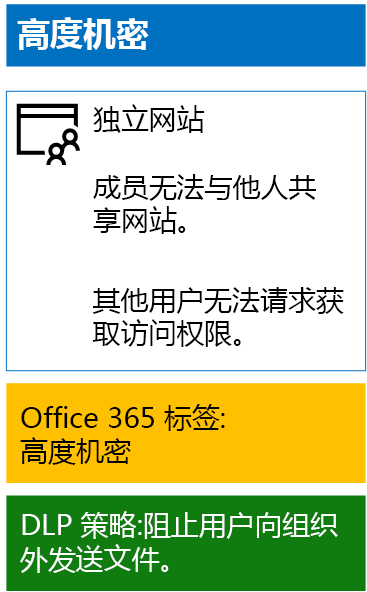 高度机密
独立网站
成员无法与他人共
享网站。
其他用户无法请求获
取访问权限。
Office 365 标签:
高度机密
DLP 策略:阻止用户向组织
外发送文件。